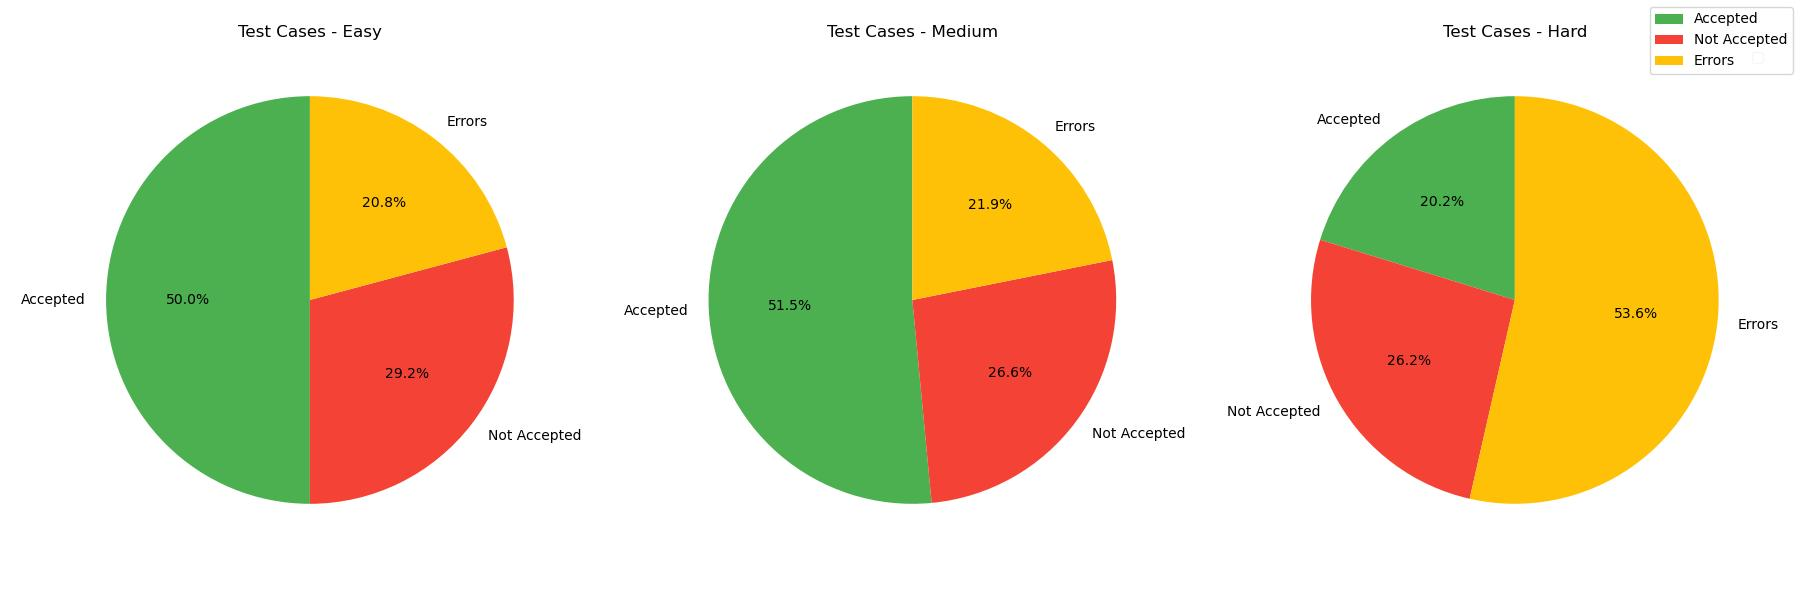 Test Cases - Easy
Errors
20.8%
Accepted
50.0%
29.2%
Not Accepted
Test Cases - Medium
Errors
21.9%
Accepted
51.5%
26.6%
Not Accepted
Test Cases - Hard
Accepted
20.2%
53.6%
Errors
26.2%
Not Accepted
Accepted
Not Accepted
Errors